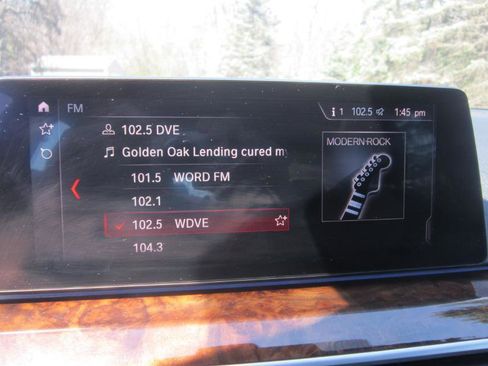 FM
i 1 102.5 1:45 pm
102.5 DVE
Golden Oak Lending cured m
101.5 WORD FM
102.1
102.5 WDVE
104.3
MODERN-ROCK